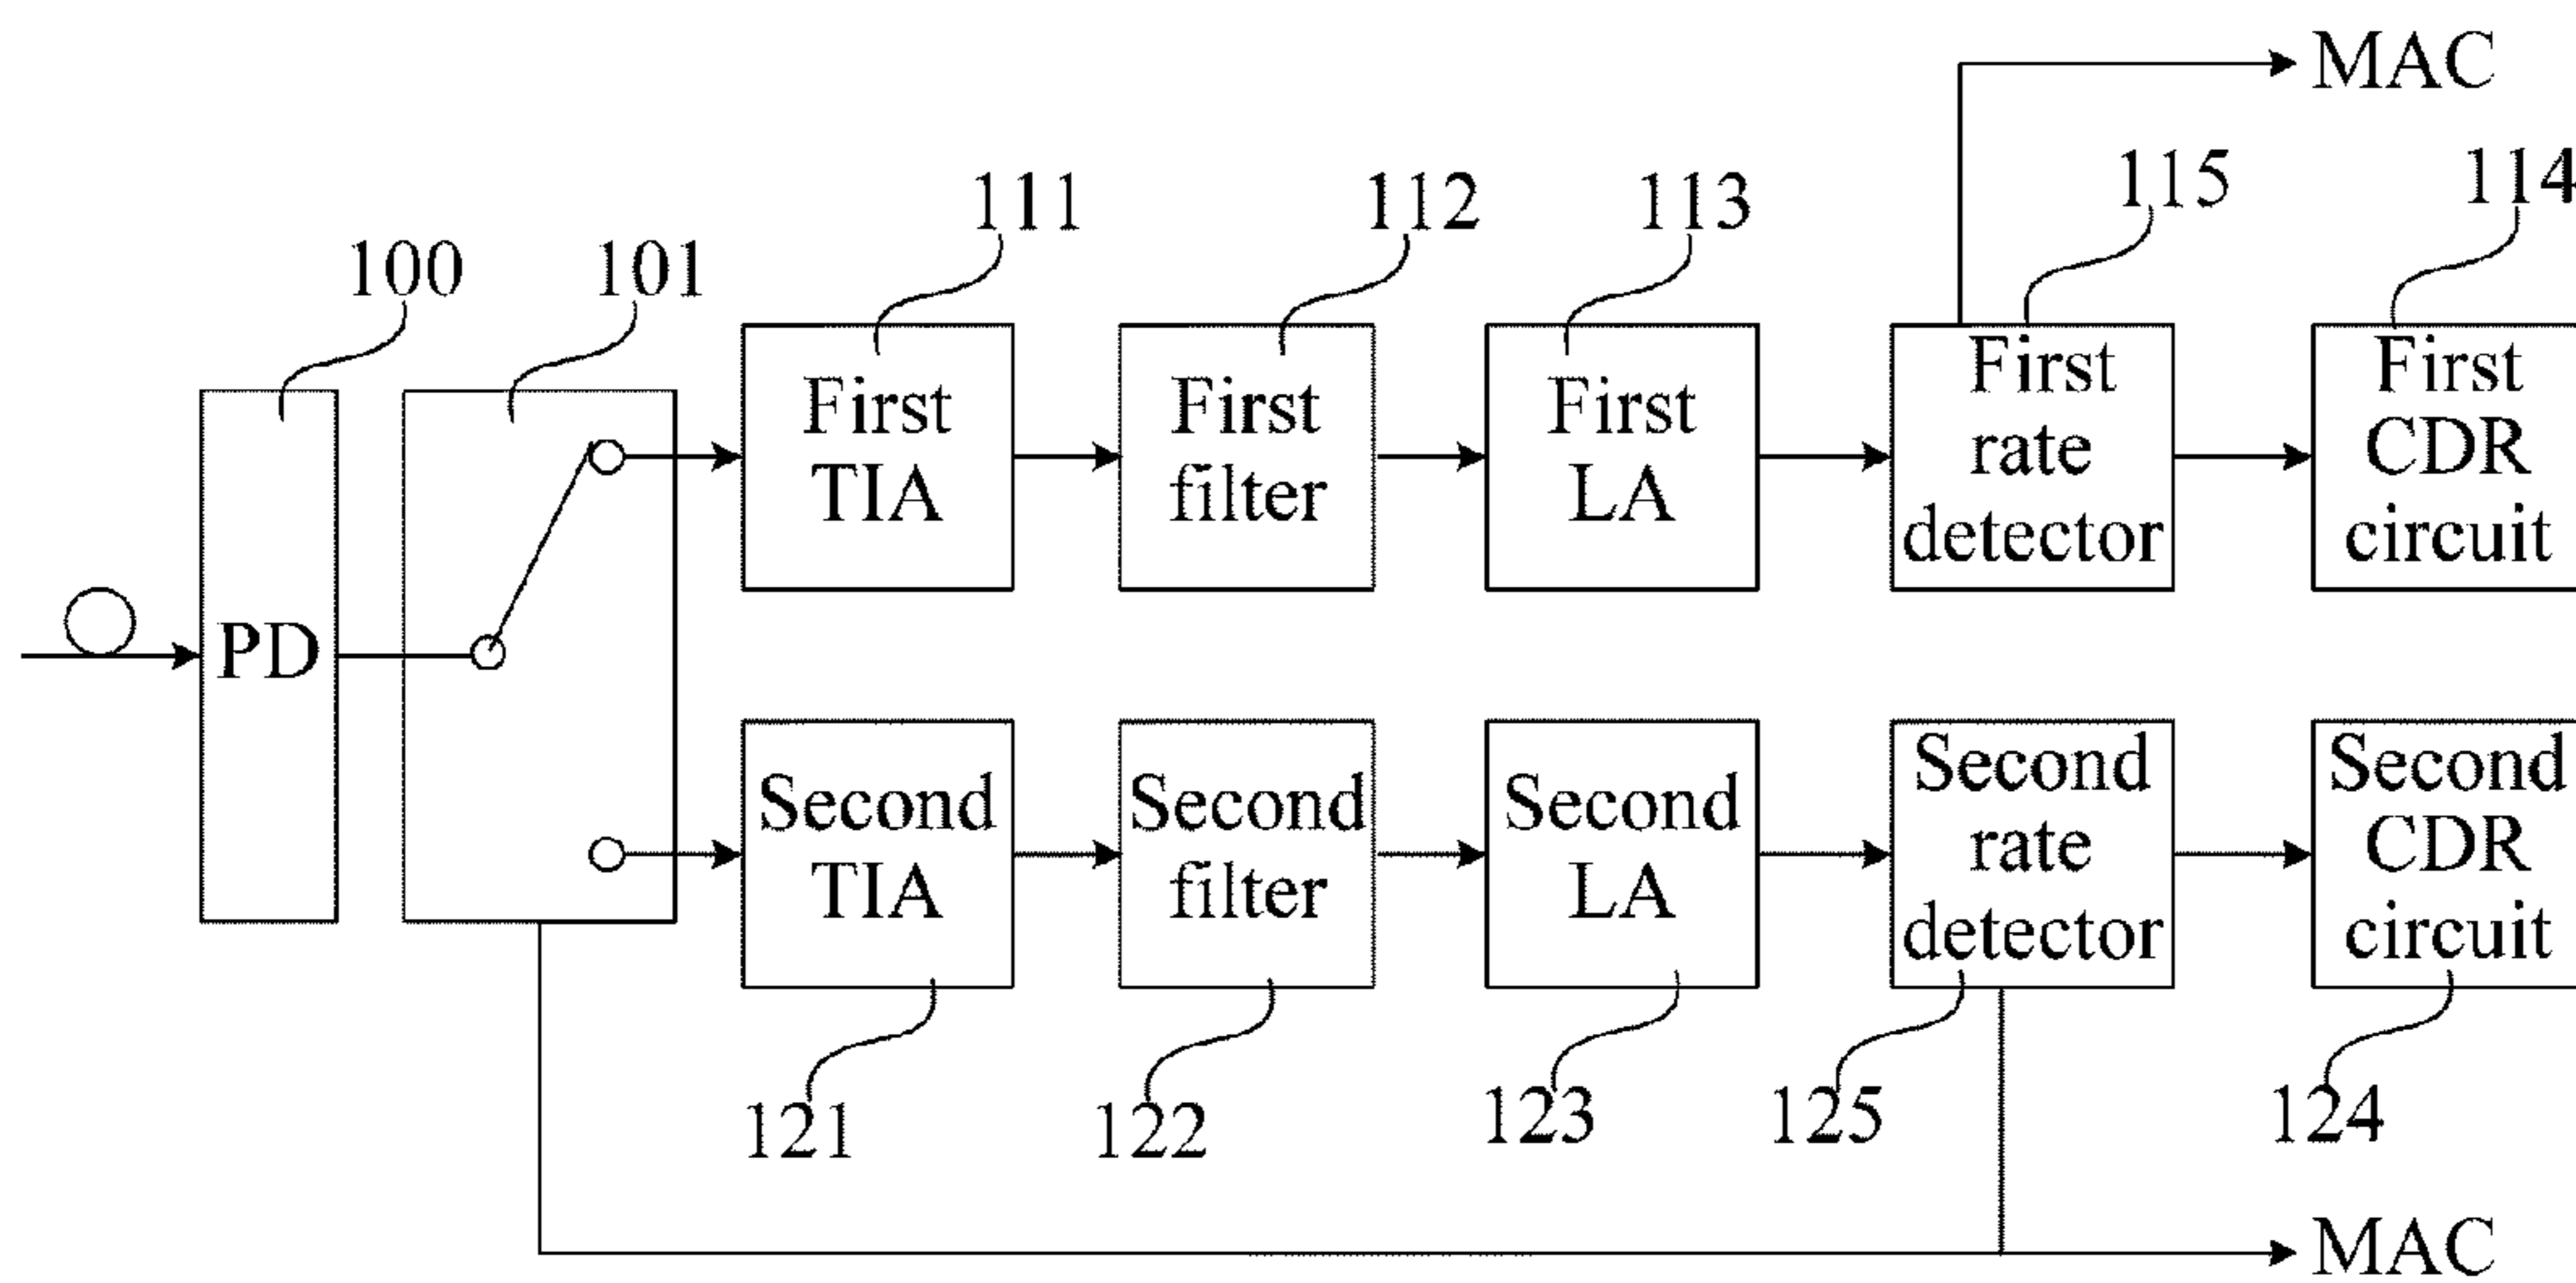 MAC
100
101
111
112
113
115
114
PD
First
TIA
First
filter
First
LA
First
rate
detector
First
CDR
circuit
Second
TIA
Second
filter
Second
LA
Second
rate
detector
Second
CDR
circuit
121
122
123
125
124
MAC